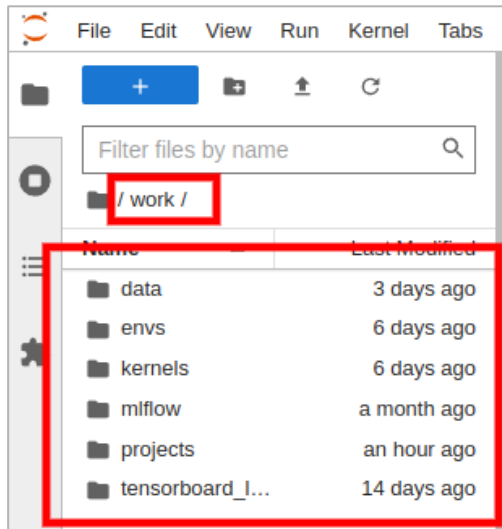 File Edit View Run Kernel Tabs
+
Filter files by name
/ work /
Name Last Modified
data 3 days ago
envs 6 days ago
kernels 6 days ago
mlflow a month ago
projects an hour ago
tensorboard_l... 14 days ago